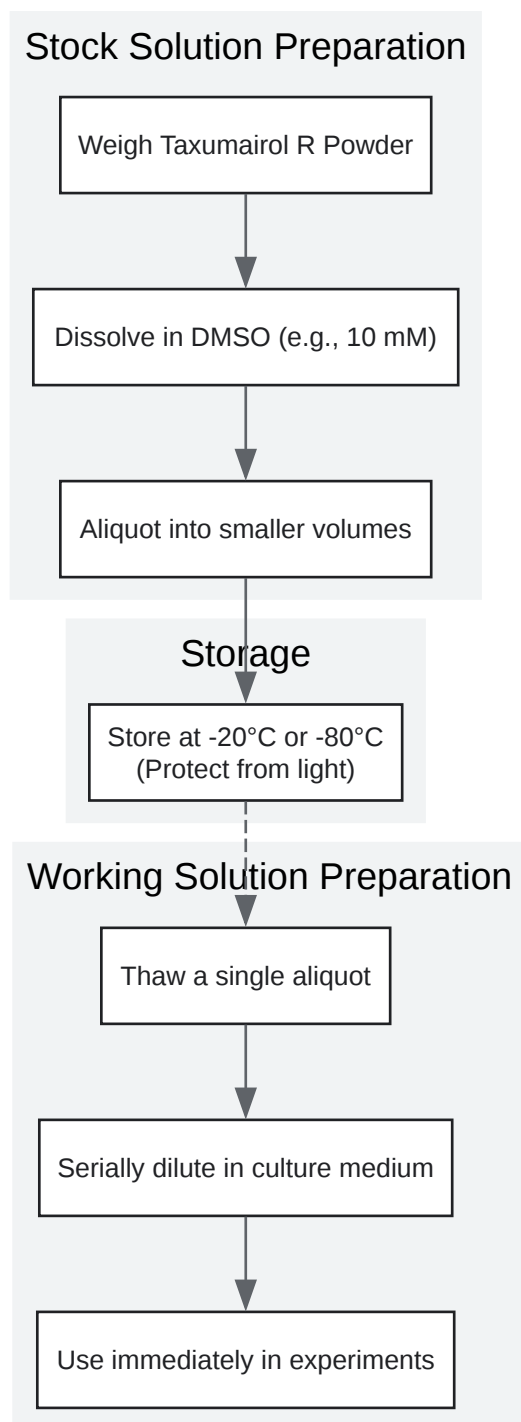 Stock Solution Preparation
Weigh Taxumairol R Powder
Dissolve in DMSO (e.g., 10 mM)
Aliquot into smaller volumes
Storage
Store at -20°C or -80°C
(Protect from light)
Working Solution Preparation
Thaw a single aliquot
Serially dilute in culture medium
Use immediately in experiments